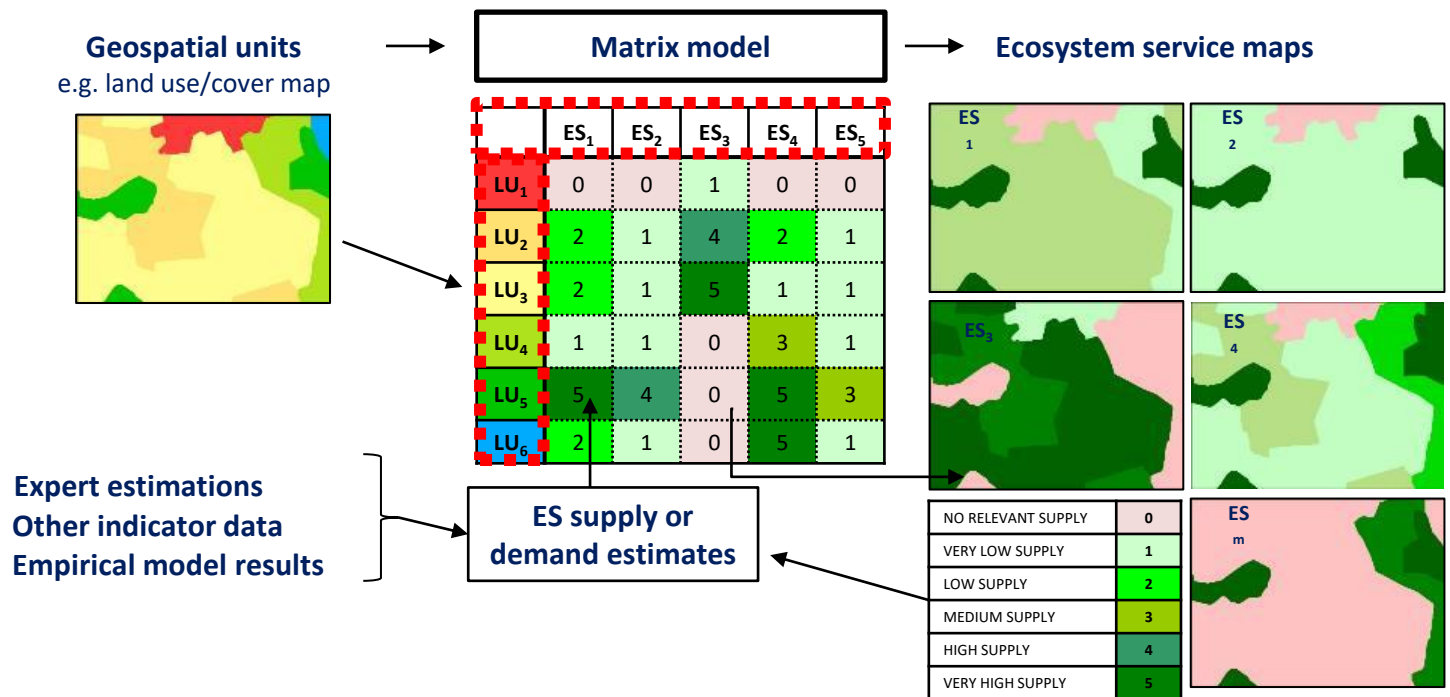 Geospatial units
e.g. land use/cover map
Matrix model
Ecosystem service maps
ES₁ ES₂ ES₃ ES₄ ES₅
LU₁ 0 0 1 0 0
LU₂ 2 1 4 2 1
LU₃ 2 1 5 1 1
LU₄ 1 1 0 3 1
LU₅ 5 4 0 5 3
LU₆ 2 1 0 5 1
Expert estimations
Other indicator data
Empirical model results
ES supply or
demand estimates
ES
1
ES
2
ES₃
ES
4
NO RELEVANT SUPPLY 0
VERY LOW SUPPLY 1
LOW SUPPLY 2
MEDIUM SUPPLY 3
HIGH SUPPLY 4
VERY HIGH SUPPLY 5
ES
m